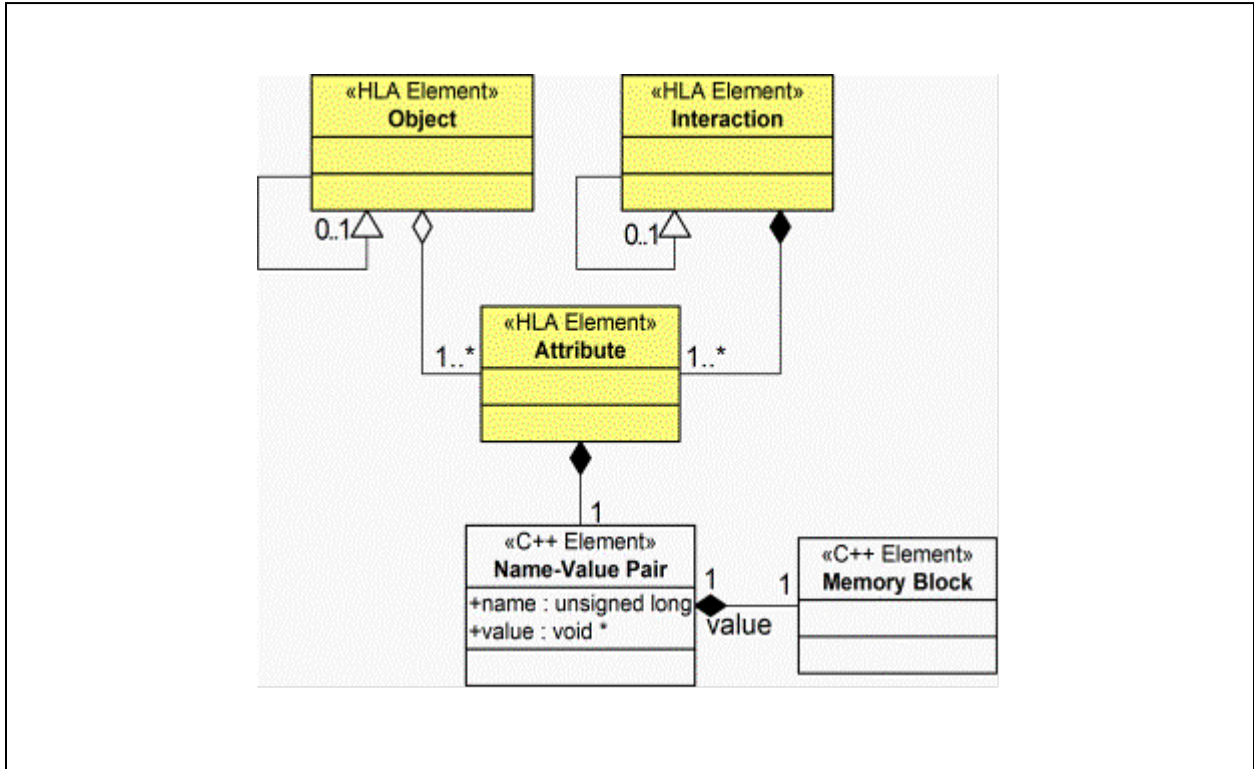 «HLA Element»
Object
«HLA Element»
Interaction
0..1
0..1
«HLA Element»
Attribute
1..*
1..*
1
«C++ Element»
Name-Value Pair
+name : unsigned long
+value : void *
1
value
1
«C++ Element»
Memory Block